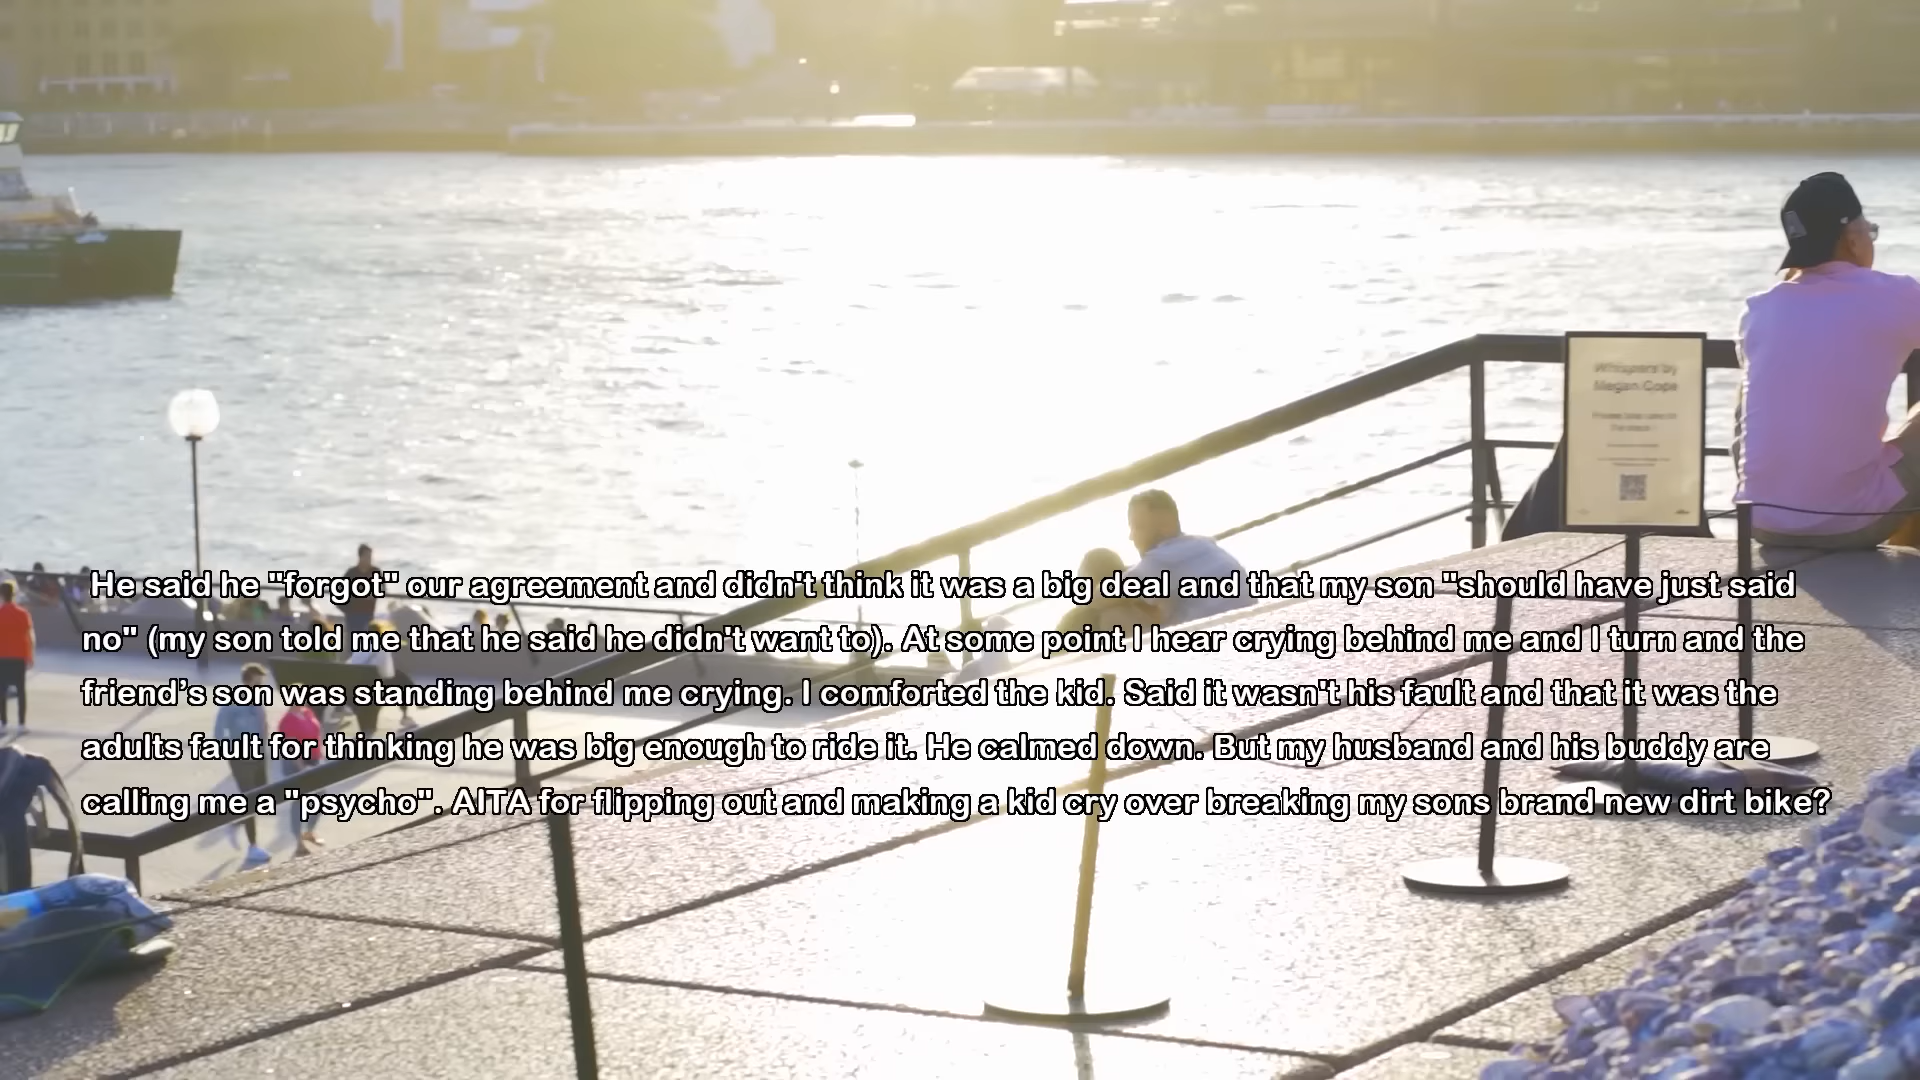 Whispers by
Megan Cope
He said he "forgot" our agreement and didn't think it was a big deal and that my son "should have just said
no" (my son told me that he said he didn't want to). At some point I hear crying behind me and I turn and the
friend’s son was standing behind me crying. I comforted the kid. Said it wasn't his fault and that it was the
adults fault for thinking he was big enough to ride it. He calmed down. But my husband and his buddy are
calling me a "psycho". AITA for flipping out and making a kid cry over breaking my sons brand new dirt bike?